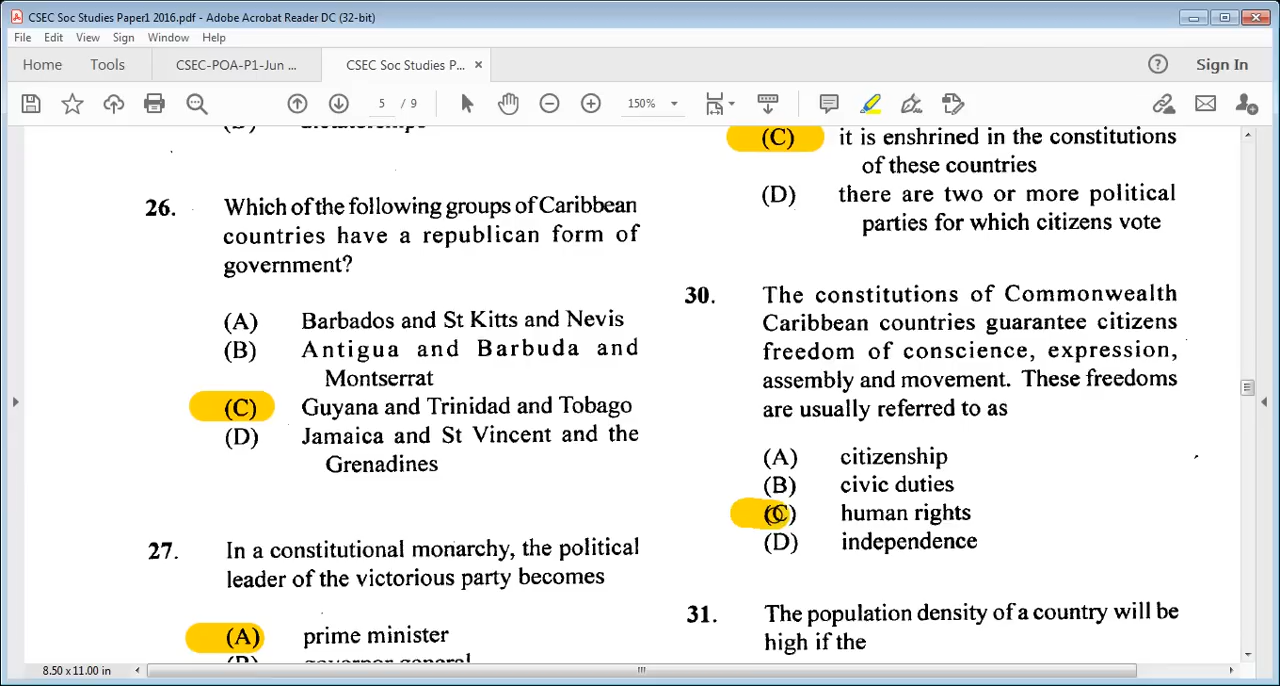 CSEC Soc Studies Paper1 2016.pdf - Adobe Acrobat Reader DC (32-bit)
File Edit View Sign Window Help
Home Tools CSEC-POA-P1-Jun ... CSEC Soc Studies P... × Sign In
5 / 9 150%
(D) dictatorships
26. Which of the following groups of Caribbean
countries have a republican form of
government?
(A) Barbados and St Kitts and Nevis
(B) Antigua and Barbuda and
Montserrat
(C) Guyana and Trinidad and Tobago
(D) Jamaica and St Vincent and the
Grenadines
27. In a constitutional monarchy, the political
leader of the victorious party becomes
(A) prime minister
(B) governor general
(C) it is enshrined in the constitutions
of these countries
(D) there are two or more political
parties for which citizens vote
30. The constitutions of Commonwealth
Caribbean countries guarantee citizens
freedom of conscience, expression,
assembly and movement. These freedoms
are usually referred to as
(A) citizenship
(B) civic duties
(C) human rights
(D) independence
31. The population density of a country will be
high if the
8.50 x 11.00 in